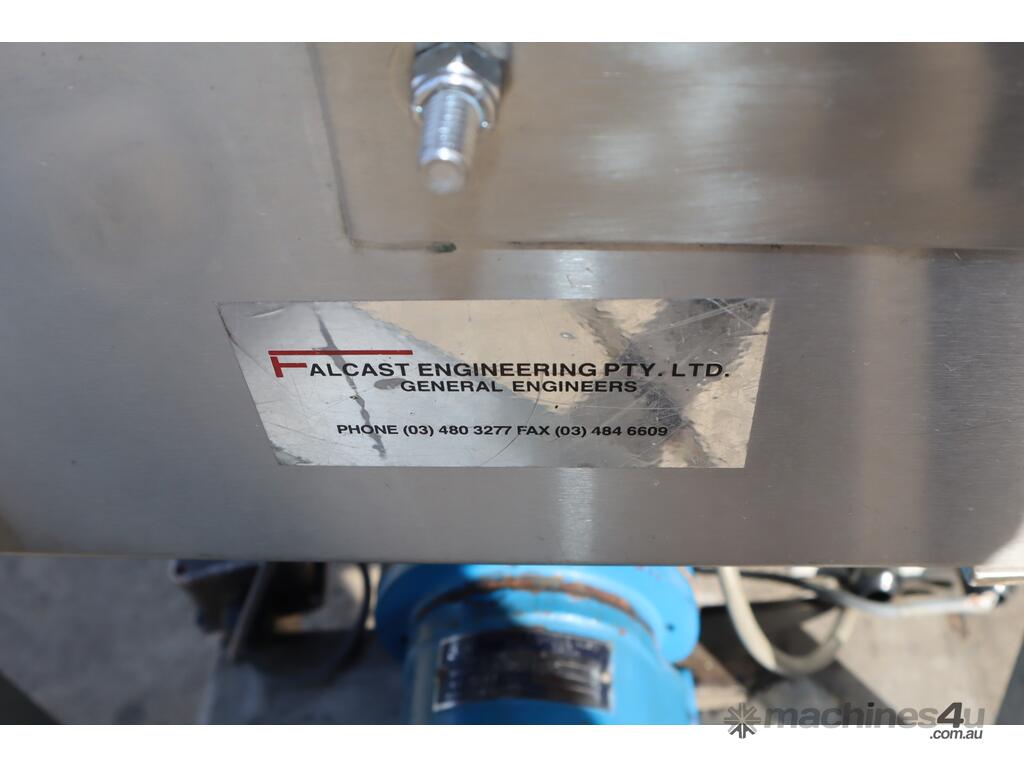 FALCAST ENGINEERING PTY. LTD.
GENERAL ENGINEERS
PHONE (03) 480 3277 FAX (03) 484 6609
machines4u
.com.au